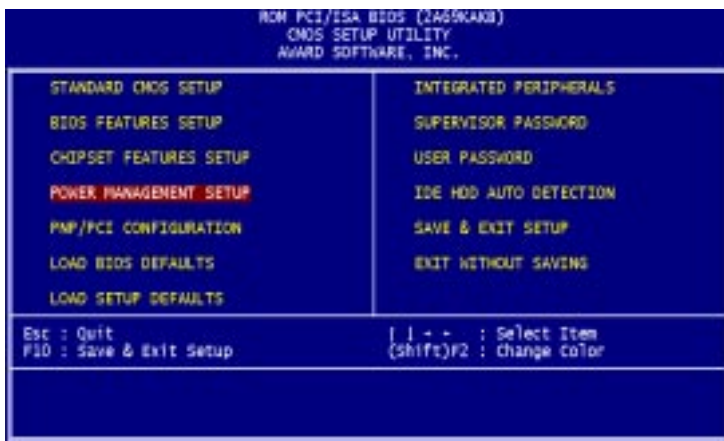 ROM PCI/ISA BIOS (2A69KAKB)
CMOS SETUP UTILITY
AWARD SOFTWARE, INC.
STANDARD CMOS SETUP
BIOS FEATURES SETUP
CHIPSET FEATURES SETUP
POWER MANAGEMENT SETUP
PNP/PCI CONFIGURATION
LOAD BIOS DEFAULTS
LOAD SETUP DEFAULTS
INTEGRATED PERIPHERALS
SUPERVISOR PASSWORD
USER PASSWORD
IDE HDD AUTO DETECTION
SAVE & EXIT SETUP
EXIT WITHOUT SAVING
Esc : Quit
F10 : Save & Exit Setup
: Select Item
(Shift)F2 : Change Color